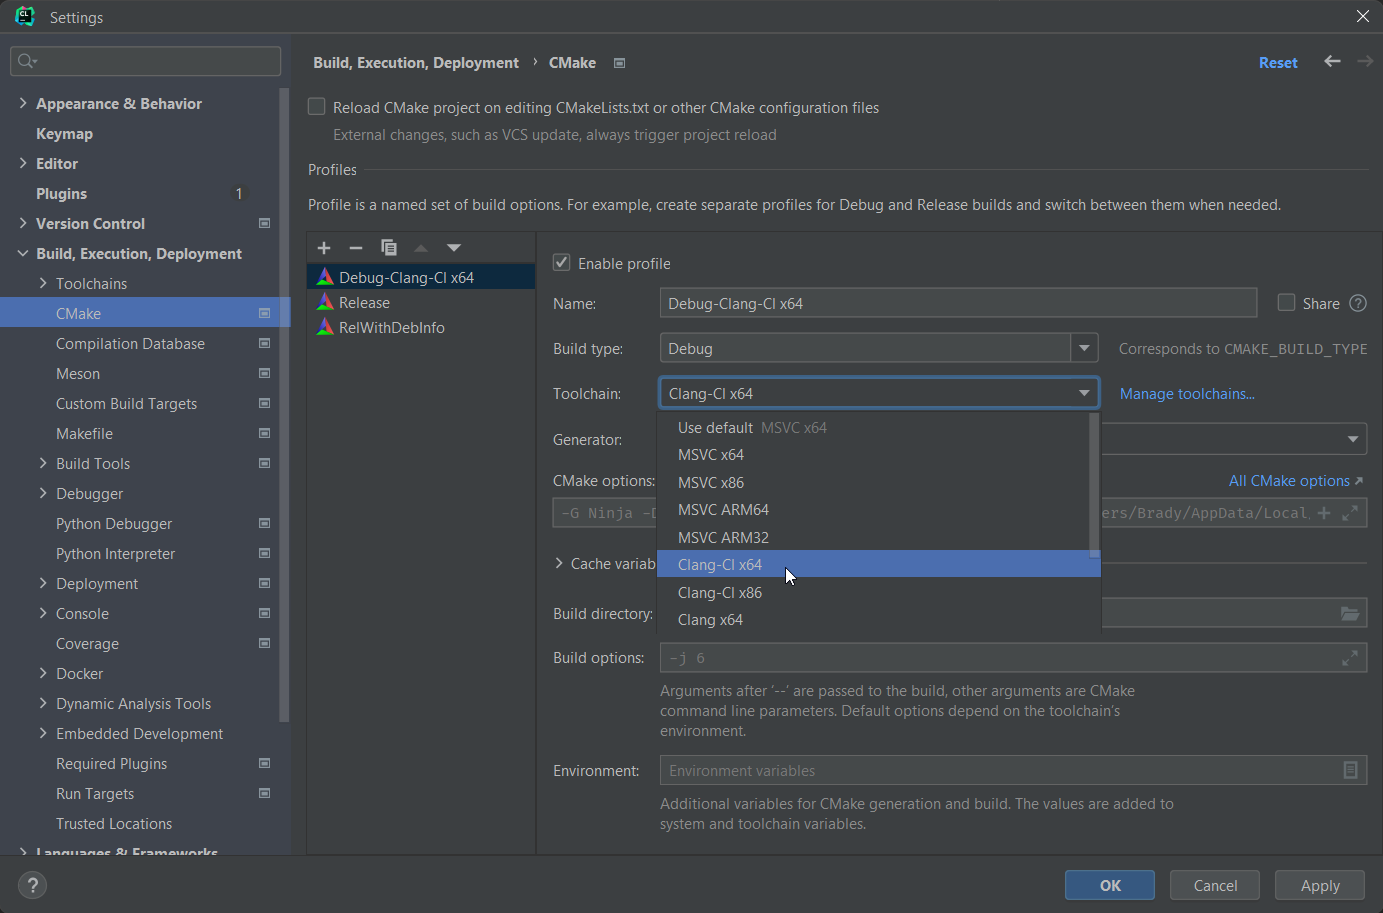 CL
Settings
Build, Execution, Deployment › CMake
Reset
Appearance & Behavior
Keymap
Editor
Plugins 1
Version Control
Build, Execution, Deployment
Toolchains
CMake
Compilation Database
Meson
Custom Build Targets
Makefile
Build Tools
Debugger
Python Debugger
Python Interpreter
Deployment
Console
Coverage
Docker
Dynamic Analysis Tools
Embedded Development
Required Plugins
Run Targets
Trusted Locations
Languages & Frameworks
Reload CMake project on editing CMakeLists.txt or other CMake configuration files
External changes, such as VCS update, always trigger project reload
Profiles
Profile is a named set of build options. For example, create separate profiles for Debug and Release builds and switch between them when needed.
Debug-Clang-Cl x64
Release
RelWithDebInfo
Enable profile
Name: Debug-Clang-Cl x64 Share ?
Build type: Debug Corresponds to CMAKE_BUILD_TYPE
Toolchain: Clang-Cl x64 Manage toolchains...
Use default MSVC x64
MSVC x64
MSVC x86
MSVC ARM64
MSVC ARM32
Clang-Cl x64
Clang-Cl x86
Clang x64
Generator:
CMake options: All CMake options ↗
-G Ninja ers/Brady/AppData/Local
Cache variab
Build directory:
Build options: -j 6
Arguments after '--' are passed to the build, other arguments are CMake
command line parameters. Default options depend on the toolchain's
environment.
Environment: Environment variables
Additional variables for CMake generation and build. The values are added to
system and toolchain variables.
?
OK Cancel Apply